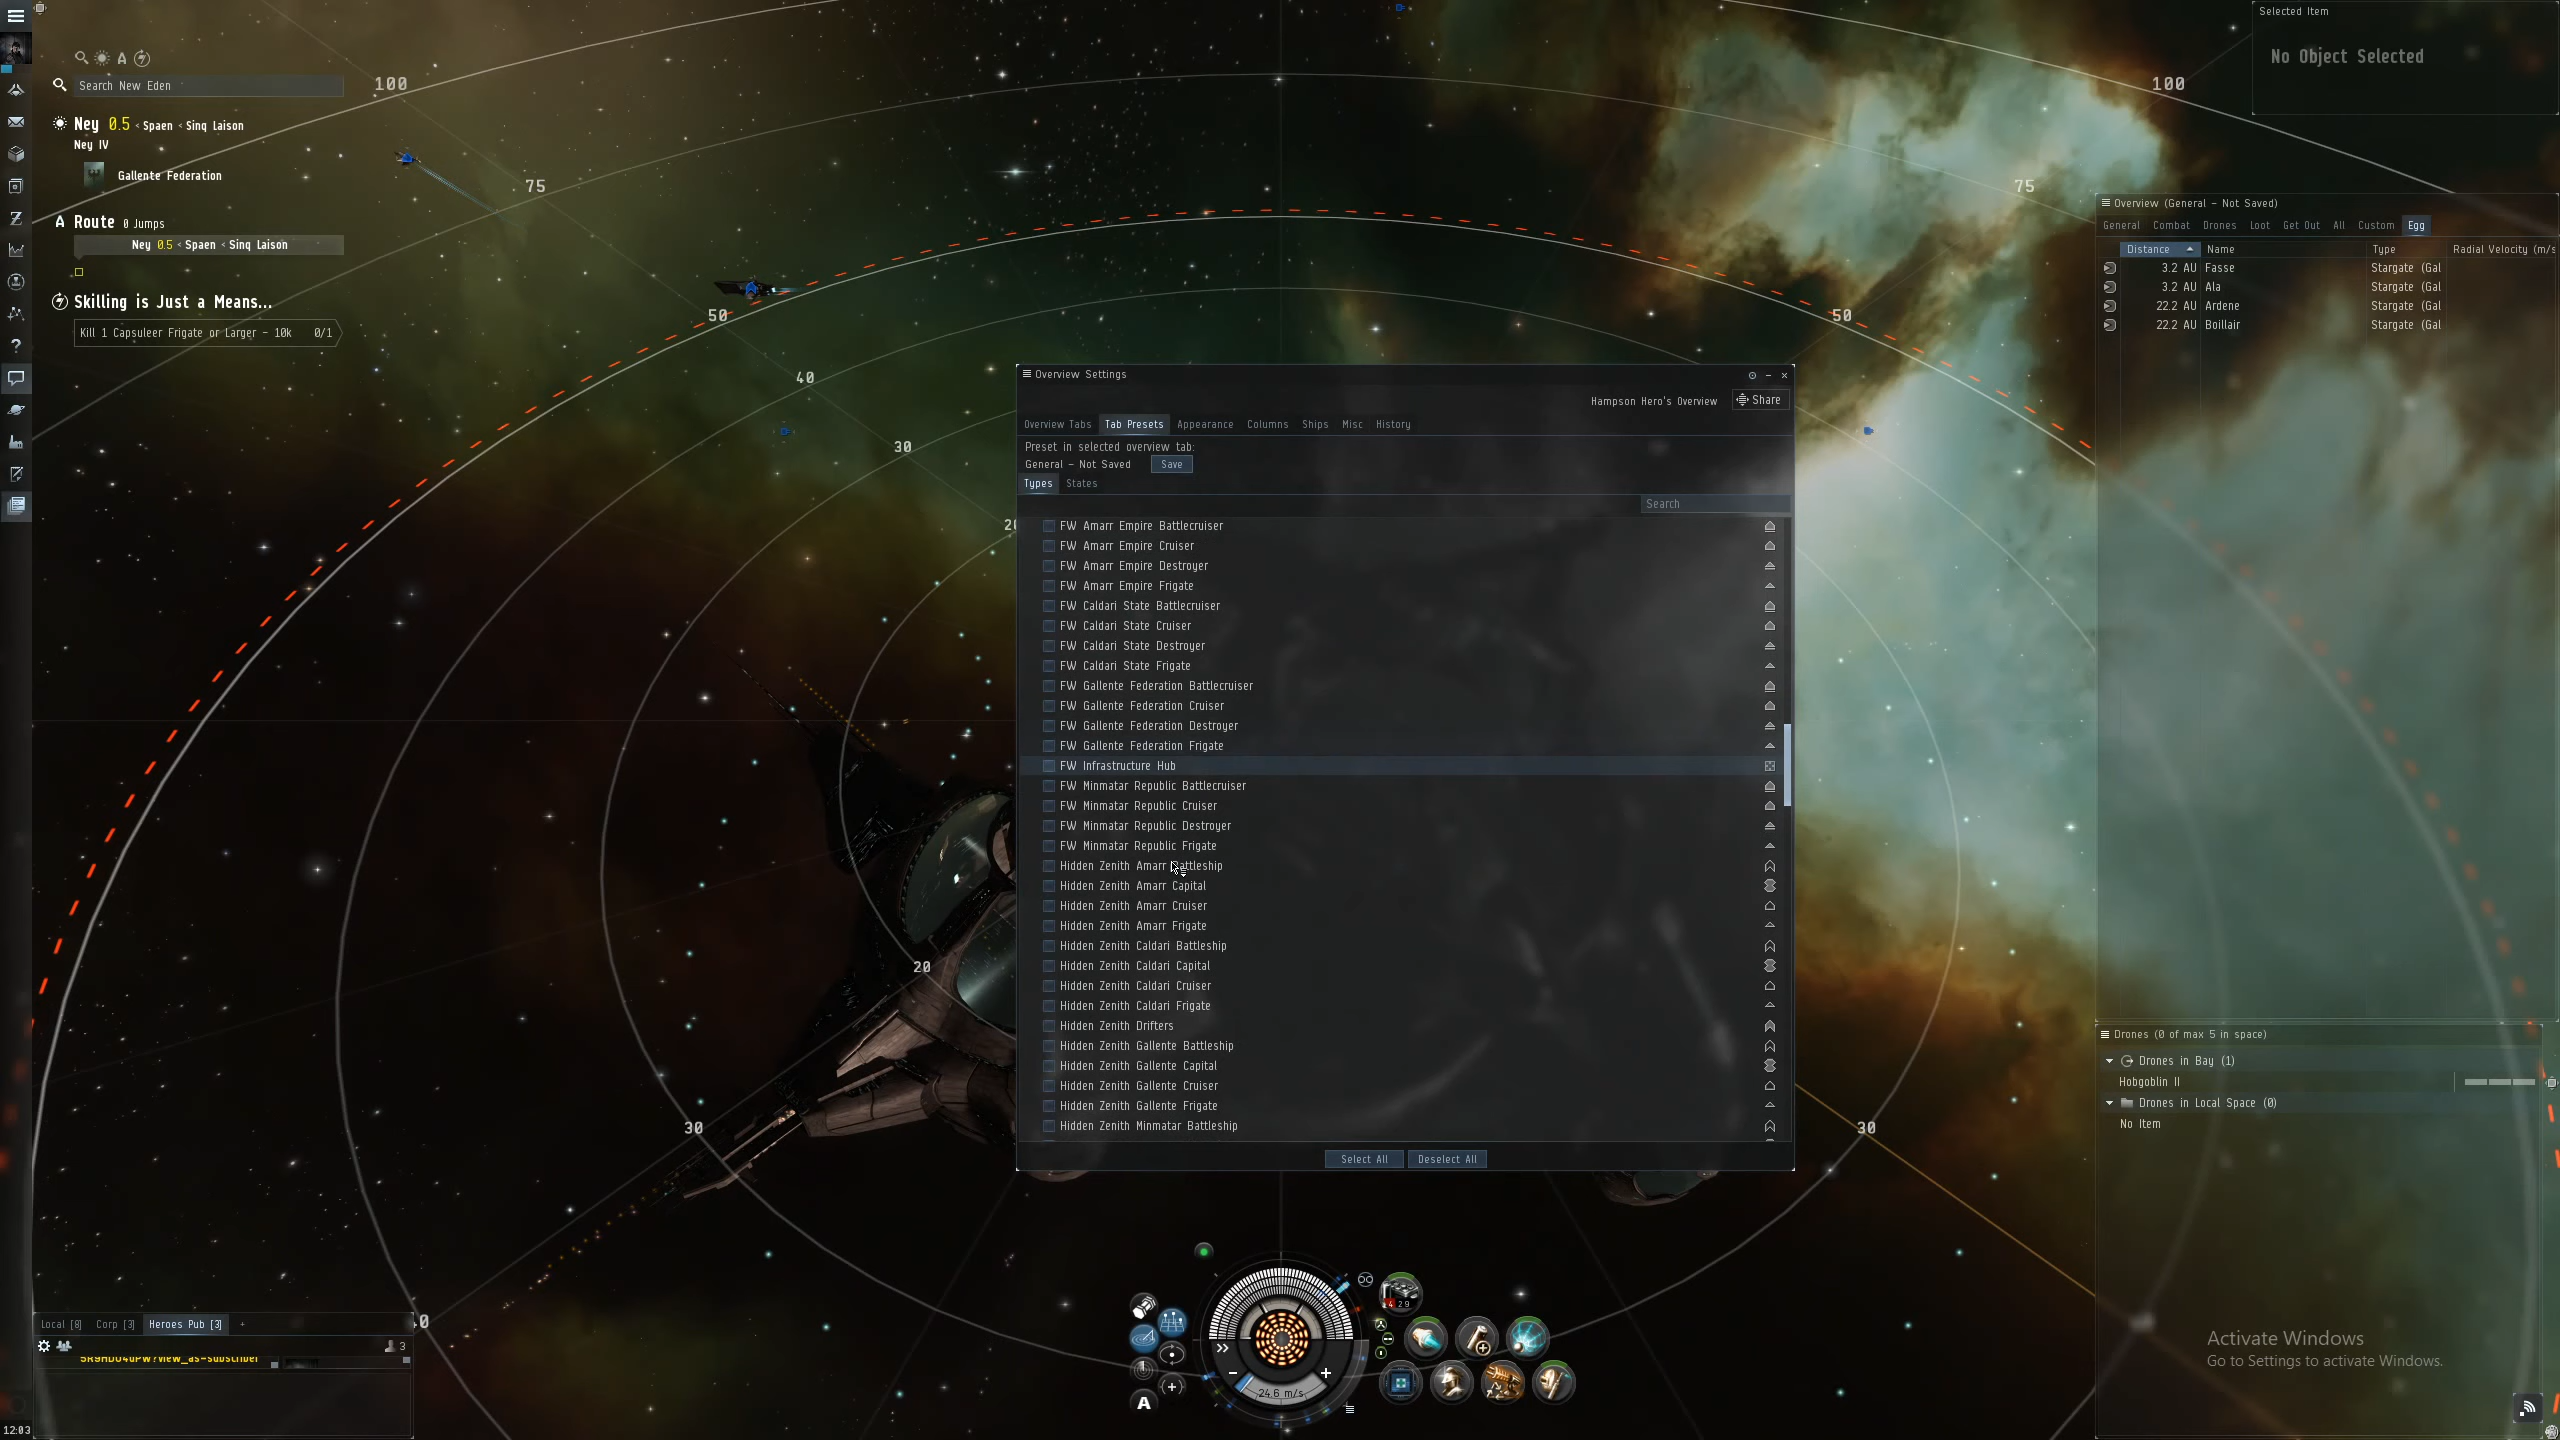 Selected Item
No Object Selected
Search New Eden
100
100
Ney 0.5 < Spaen < Sinq Laison
Ney IV
Gallente Federation
75
75
Overview (General - Not Saved)
General Combat Drones Loot Get Out All Custom Egg
A Route 0 Jumps
Ney 0.5 < Spaen < Sinq Laison
Distance Name Type Radial Velocity (m/s
3.2 AU Fasse Stargate (Gal
3.2 AU Ala Stargate (Gal
22.2 AU Ardene Stargate (Gal
22.2 AU Boillair Stargate (Gal
Skilling is Just a Means...
Kill 1 Capsuleer Frigate or Larger - 10k 0/1
50
50
40
30
20
30
30
Overview Settings
Hampson Hero's Overview
Share
Overview Tabs Tab Presets Appearance Columns Ships Misc History
Preset in selected overview tab:
General - Not Saved Save
Types States
Search
FW Amarr Empire Battlecruiser
FW Amarr Empire Cruiser
FW Amarr Empire Destroyer
FW Amarr Empire Frigate
FW Caldari State Battlecruiser
FW Caldari State Cruiser
FW Caldari State Destroyer
FW Caldari State Frigate
FW Gallente Federation Battlecruiser
FW Gallente Federation Cruiser
FW Gallente Federation Destroyer
FW Gallente Federation Frigate
FW Infrastructure Hub
FW Minmatar Republic Battlecruiser
FW Minmatar Republic Cruiser
FW Minmatar Republic Destroyer
FW Minmatar Republic Frigate
Hidden Zenith Amarr Battleship
Hidden Zenith Amarr Capital
Hidden Zenith Amarr Cruiser
Hidden Zenith Amarr Frigate
Hidden Zenith Caldari Battleship
Hidden Zenith Caldari Capital
Hidden Zenith Caldari Cruiser
Hidden Zenith Caldari Frigate
Hidden Zenith Drifters
Hidden Zenith Gallente Battleship
Hidden Zenith Gallente Capital
Hidden Zenith Gallente Cruiser
Hidden Zenith Gallente Frigate
Hidden Zenith Minmatar Battleship
Select All Deselect All
Drones (0 of max 5 in space)
Drones in Bay (1)
Hobgoblin II
Drones in Local Space (0)
No Item
Local [8] Corp [3] Heroes Pub [3] +
3
24.6 m/s
A
Activate Windows
Go to Settings to activate Windows.
12:03